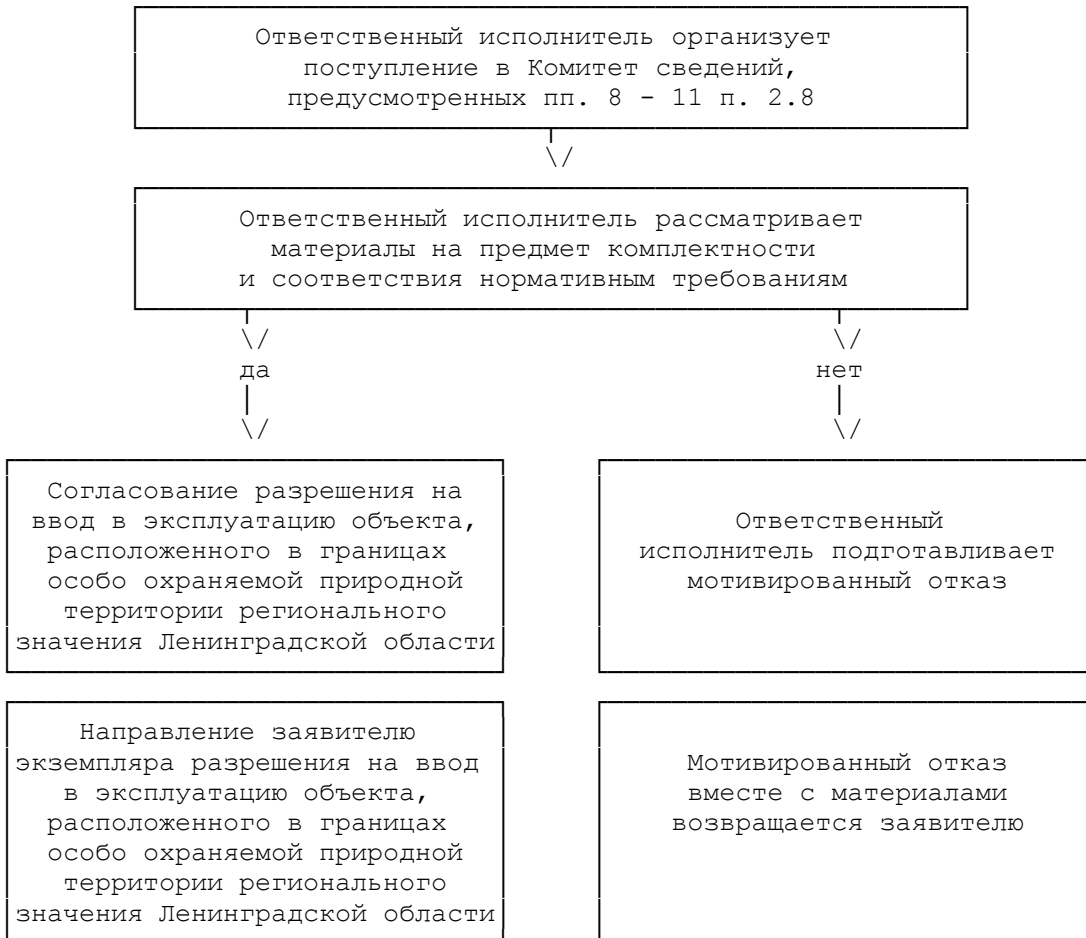 Ответственный исполнитель организует
поступление в Комитет сведений,
предусмотренных пп. 8 - 11 п. 2.8
\/
Ответственный исполнитель рассматривает
материалы на предмет комплектности
и соответствия нормативным требованиям
\/ \/
да нет
\/ \/
Согласование разрешения на
ввод в эксплуатацию объекта,
расположенного в границах
особо охраняемой природной
территории регионального
значения Ленинградской области
Ответственный
исполнитель подготавливает
мотивированный отказ
Направление заявителю
экземпляра разрешения на ввод
в эксплуатацию объекта,
расположенного в границах
особо охраняемой природной
территории регионального
значения Ленинградской области
Мотивированный отказ
вместе с материалами
возвращается заявителю